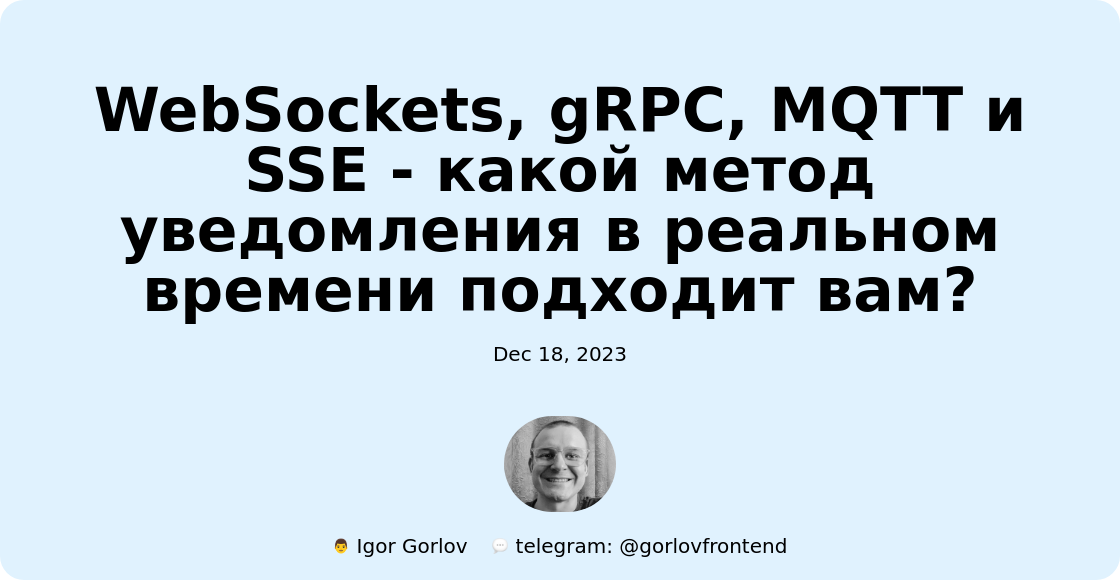 WebSockets, gRPC, MQTT и
SSE - какой метод
уведомления в реальном
времени подходит вам?
Dec 18, 2023
Igor Gorlov telegram: @gorlovfrontend